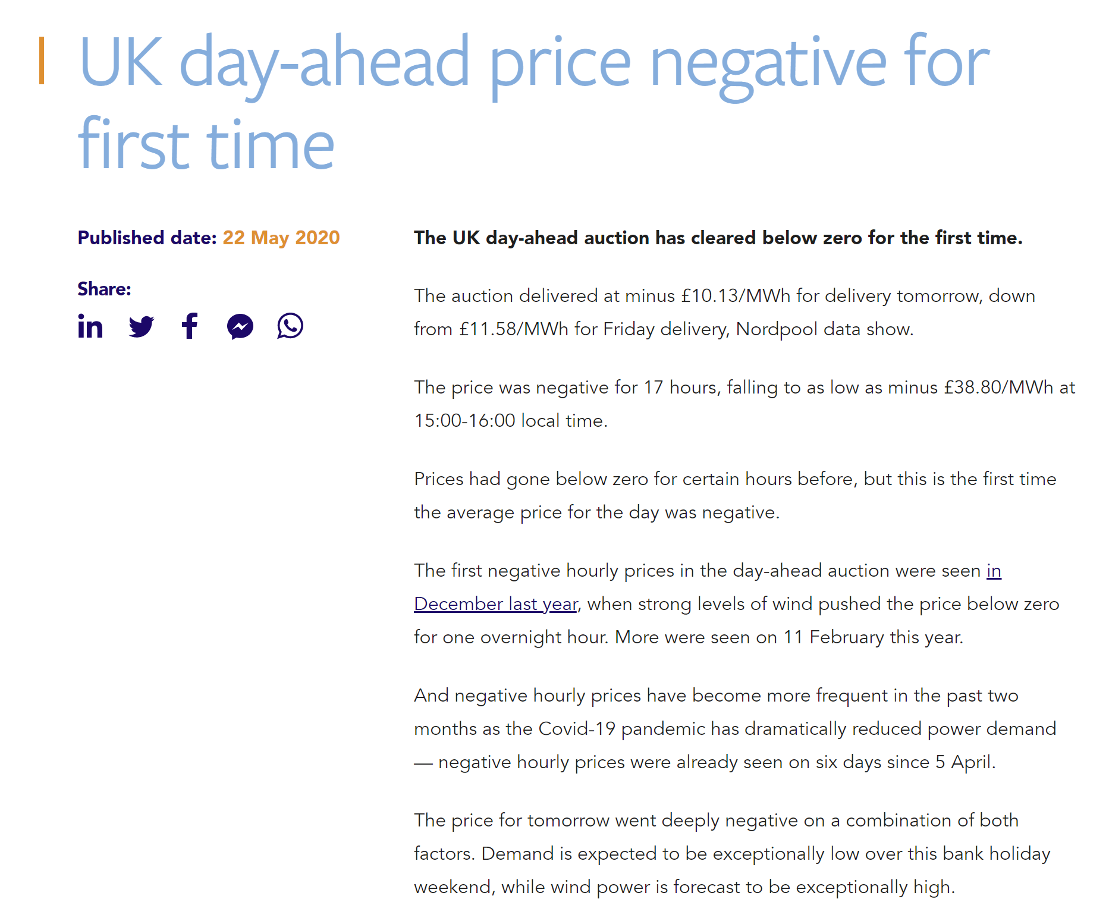 UK day-ahead price negative for
first time
Published date: 22 May 2020
Share:
The UK day-ahead auction has cleared below zero for the first time.
The auction delivered at minus £10.13/MWh for delivery tomorrow, down
from £11.58/MWh for Friday delivery, Nordpool data show.
The price was negative for 17 hours, falling to as low as minus £38.80/MWh at
15:00-16:00 local time.
Prices had gone below zero for certain hours before, but this is the first time
the average price for the day was negative.
The first negative hourly prices in the day-ahead auction were seen in
December last year, when strong levels of wind pushed the price below zero
for one overnight hour. More were seen on 11 February this year.
And negative hourly prices have become more frequent in the past two
months as the Covid-19 pandemic has dramatically reduced power demand
— negative hourly prices were already seen on six days since 5 April.
The price for tomorrow went deeply negative on a combination of both
factors. Demand is expected to be exceptionally low over this bank holiday
weekend, while wind power is forecast to be exceptionally high.